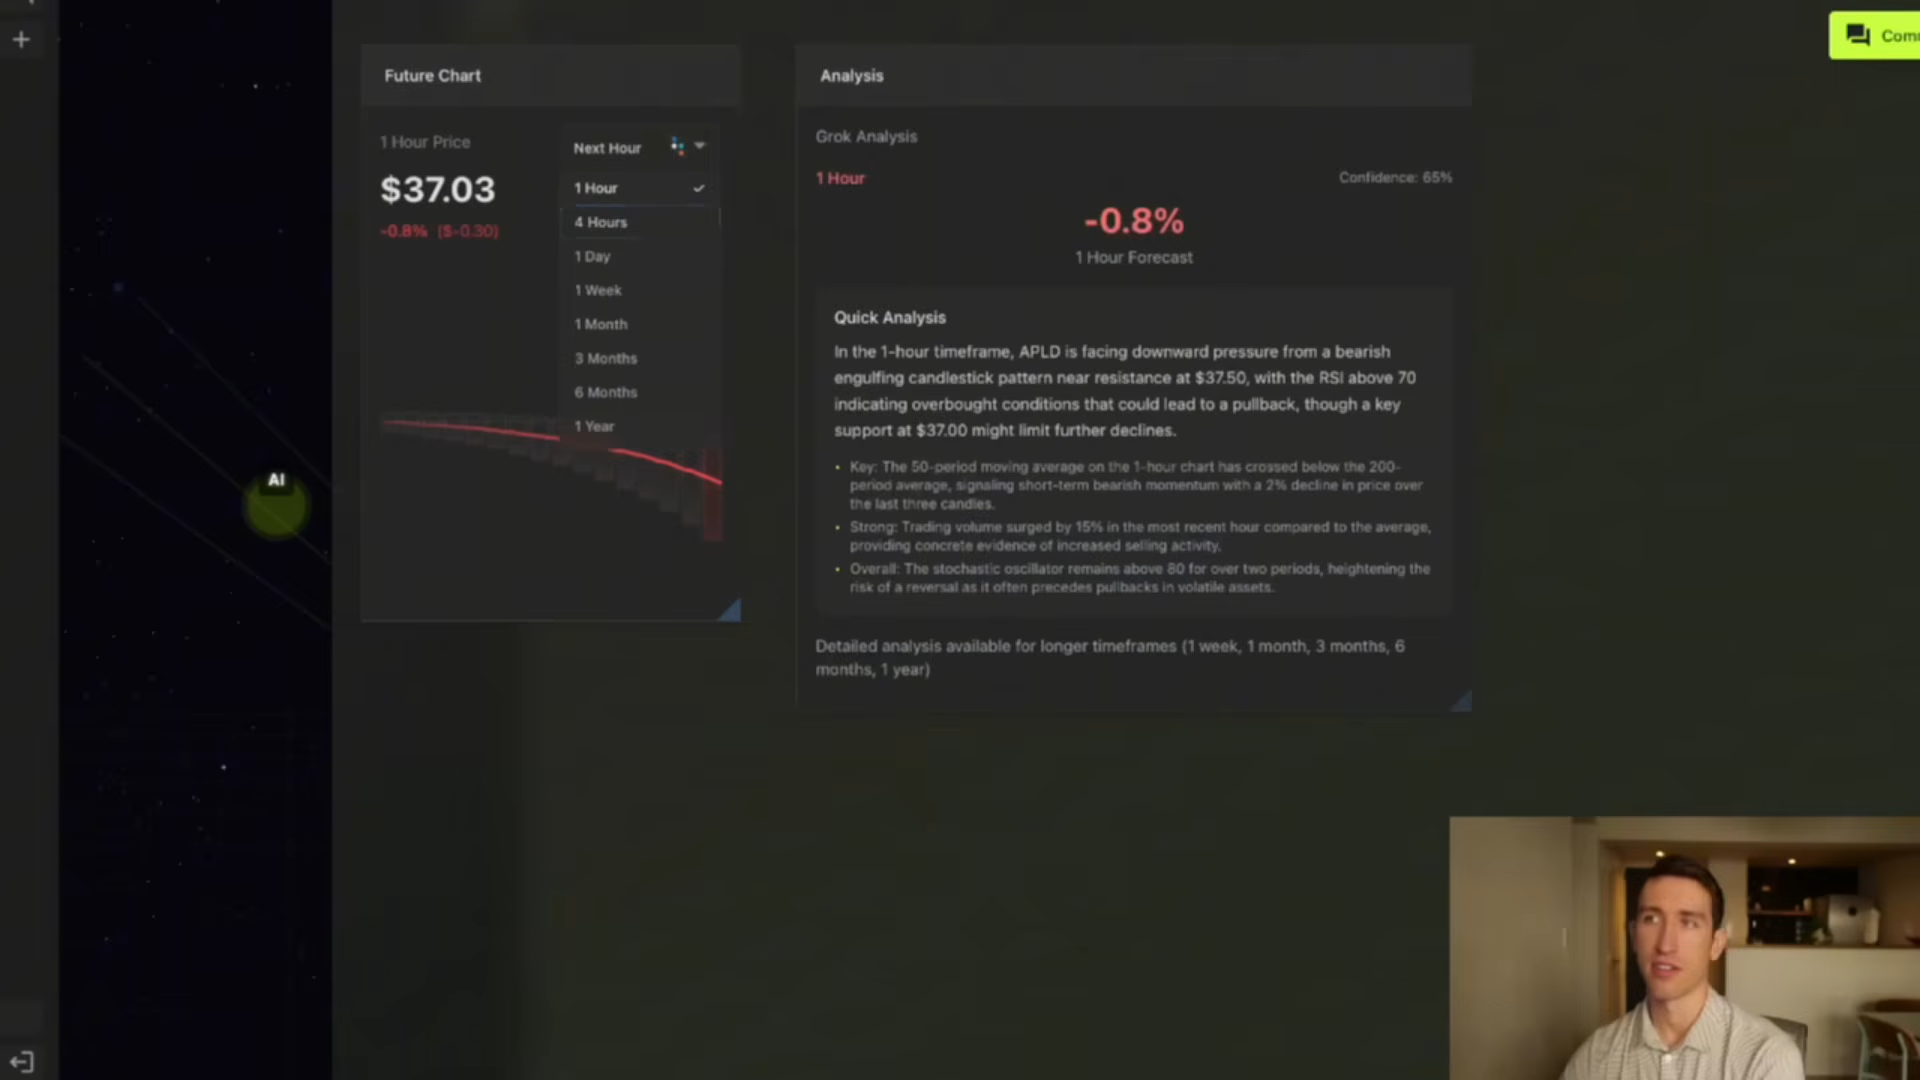 Future Chart
1 Hour Price
$37.03
-0.8% ($-0.30)
Next Hour
1 Hour
4 Hours
1 Day
1 Week
1 Month
3 Months
6 Months
1 Year
AI
Analysis
Grok Analysis
1 Hour
Confidence: 65%
-0.8%
1 Hour Forecast
Quick Analysis
In the 1-hour timeframe, APLD is facing downward pressure from a bearish
engulfing candlestick pattern near resistance at $37.50, with the RSI above 70
indicating overbought conditions that could lead to a pullback, though a key
support at $37.00 might limit further declines.
• Key: The 50-period moving average on the 1-hour chart has crossed below the 200-
period average, signaling short-term bearish momentum with a 2% decline in price over
the last three candles.
• Strong: Trading volume surged by 15% in the most recent hour compared to the average,
providing concrete evidence of increased selling activity.
• Overall: The stochastic oscillator remains above 80 for over two periods, heightening the
risk of a reversal as it often precedes pullbacks in volatile assets.
Detailed analysis available for longer timeframes (1 week, 1 month, 3 months, 6
months, 1 year)